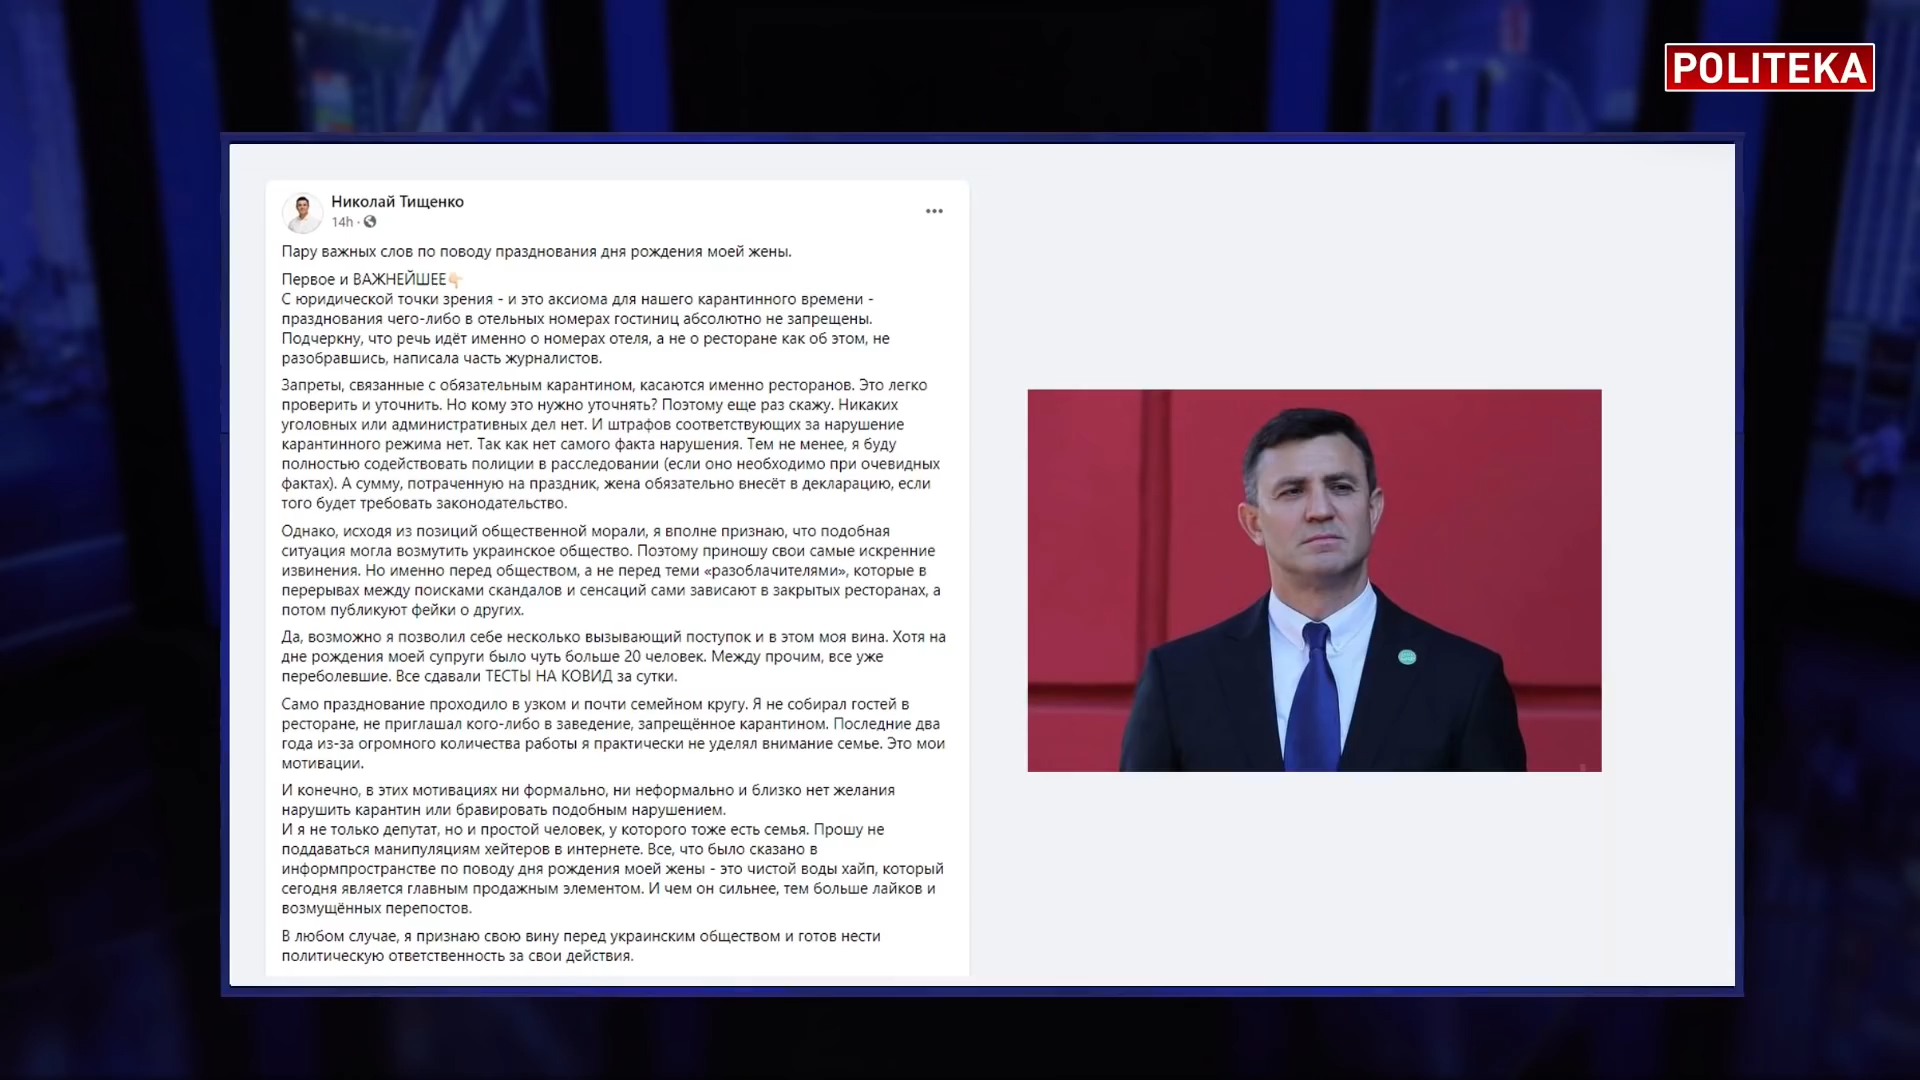 POLITEKA
Николай Тищенко
14h ·
Пару важных слов по поводу празднования дня рождения моей жены.
Первое и ВАЖНЕЙШЕЕ👇🏻
С юридической точки зрения - и это аксиома для нашего карантинного времени -
празднования чего-либо в отельных номерах гостиниц абсолютно не запрещены.
Подчеркну, что речь идёт именно о номерах отеля, а не о ресторане как об этом, не
разобравшись, написала часть журналистов.
Запреты, связанные с обязательным карантином, касаются именно ресторанов. Это легко
проверить и уточнить. Но кому это нужно уточнять? Поэтому еще раз скажу. Никаких
уголовных или административных дел нет. И штрафов соответствующих за нарушение
карантинного режима нет. Так как нет самого факта нарушения. Тем не менее, я буду
полностью содействовать полиции в расследовании (если оно необходимо при очевидных
фактах). А сумму, потраченную на праздник, жена обязательно внесёт в декларацию, если
того будет требовать законодательство.
Однако, исходя из позиций общественной морали, я вполне признаю, что подобная
ситуация могла возмутить украинское общество. Поэтому приношу свои самые искренние
извинения. Но именно перед обществом, а не перед теми «разоблачителями», которые в
перерывах между поисками скандалов и сенсаций сами зависают в закрытых ресторанах, а
потом публикуют фейки о других.
Да, возможно я позволил себе несколько вызывающий поступок и в этом моя вина. Хотя на
дне рождения моей супруги было чуть больше 20 человек. Между прочим, все уже
переболевшие. Все сдавали ТЕСТЫ НА КОВИД за сутки.
Само празднование проходило в узком и почти семейном кругу. Я не собирал гостей в
ресторане, не приглашал кого-либо в заведение, запрещённое карантином. Последние два
года из-за огромного количества работы я практически не уделял внимание семье. Это мои
мотивации.
И конечно, в этих мотивациях ни формально, ни неформально и близко нет желания
нарушить карантин или бравировать подобным нарушением.
И я не только депутат, но и простой человек, у которого тоже есть семья. Прошу не
поддаваться манипуляциям хейтеров в интернете. Все, что было сказано в
информпространстве по поводу дня рождения моей жены - это чистой воды хайп, который
сегодня является главным продажным элементом. И чем он сильнее, тем больше лайков и
возмущённых перепостов.
В любом случае, я признаю свою вину перед украинским обществом и готов нести
политическую ответственность за свои действия.